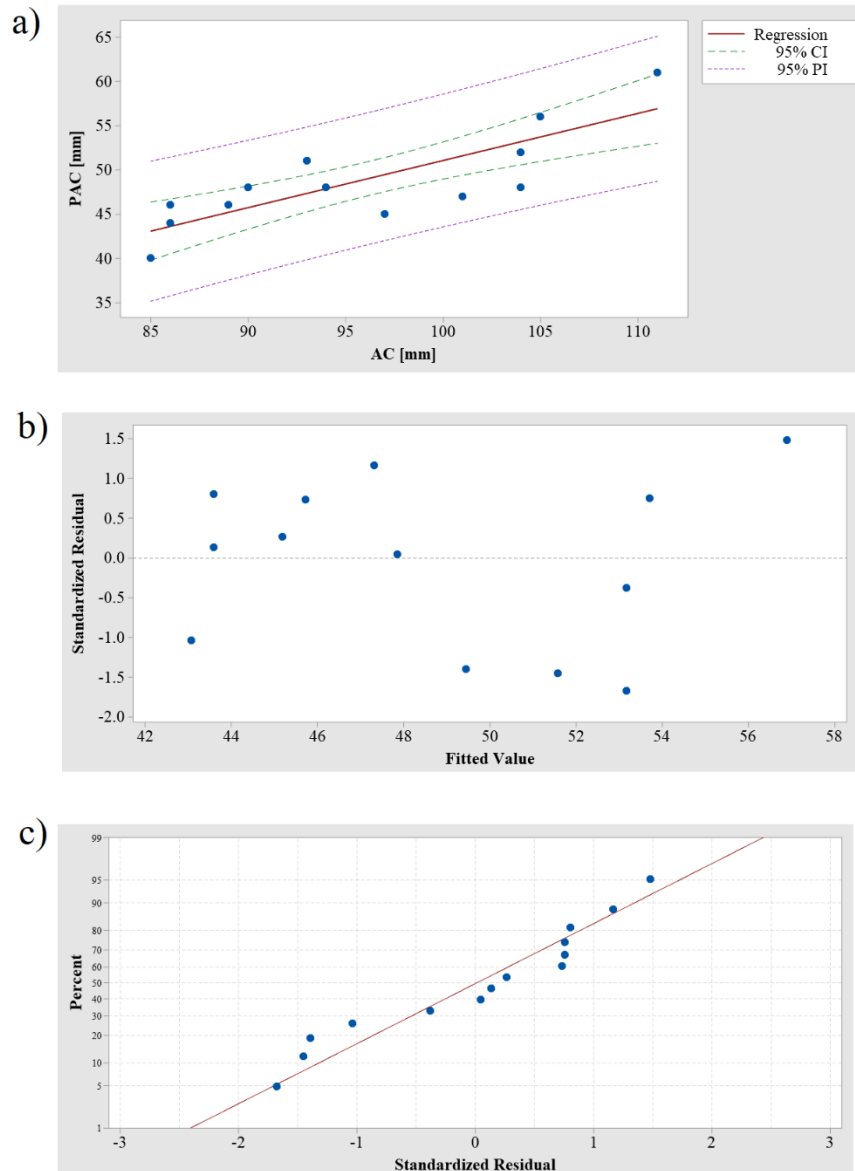 a)
Regression
95% CI
95% PI
65
60
55
50
45
40
35
PAC [mm]
85 90 95 100 105 110
AC [mm]
b)
1.5
1.0
0.5
0.0
-0.5
-1.0
-1.5
-2.0
Standardized Residual
42 44 46 48 50 52 54 56 58
Fitted Value
c)
99
95
90
80
70
60
50
40
30
20
10
5
1
Percent
-3 -2 -1 0 1 2 3
Standardized Residual